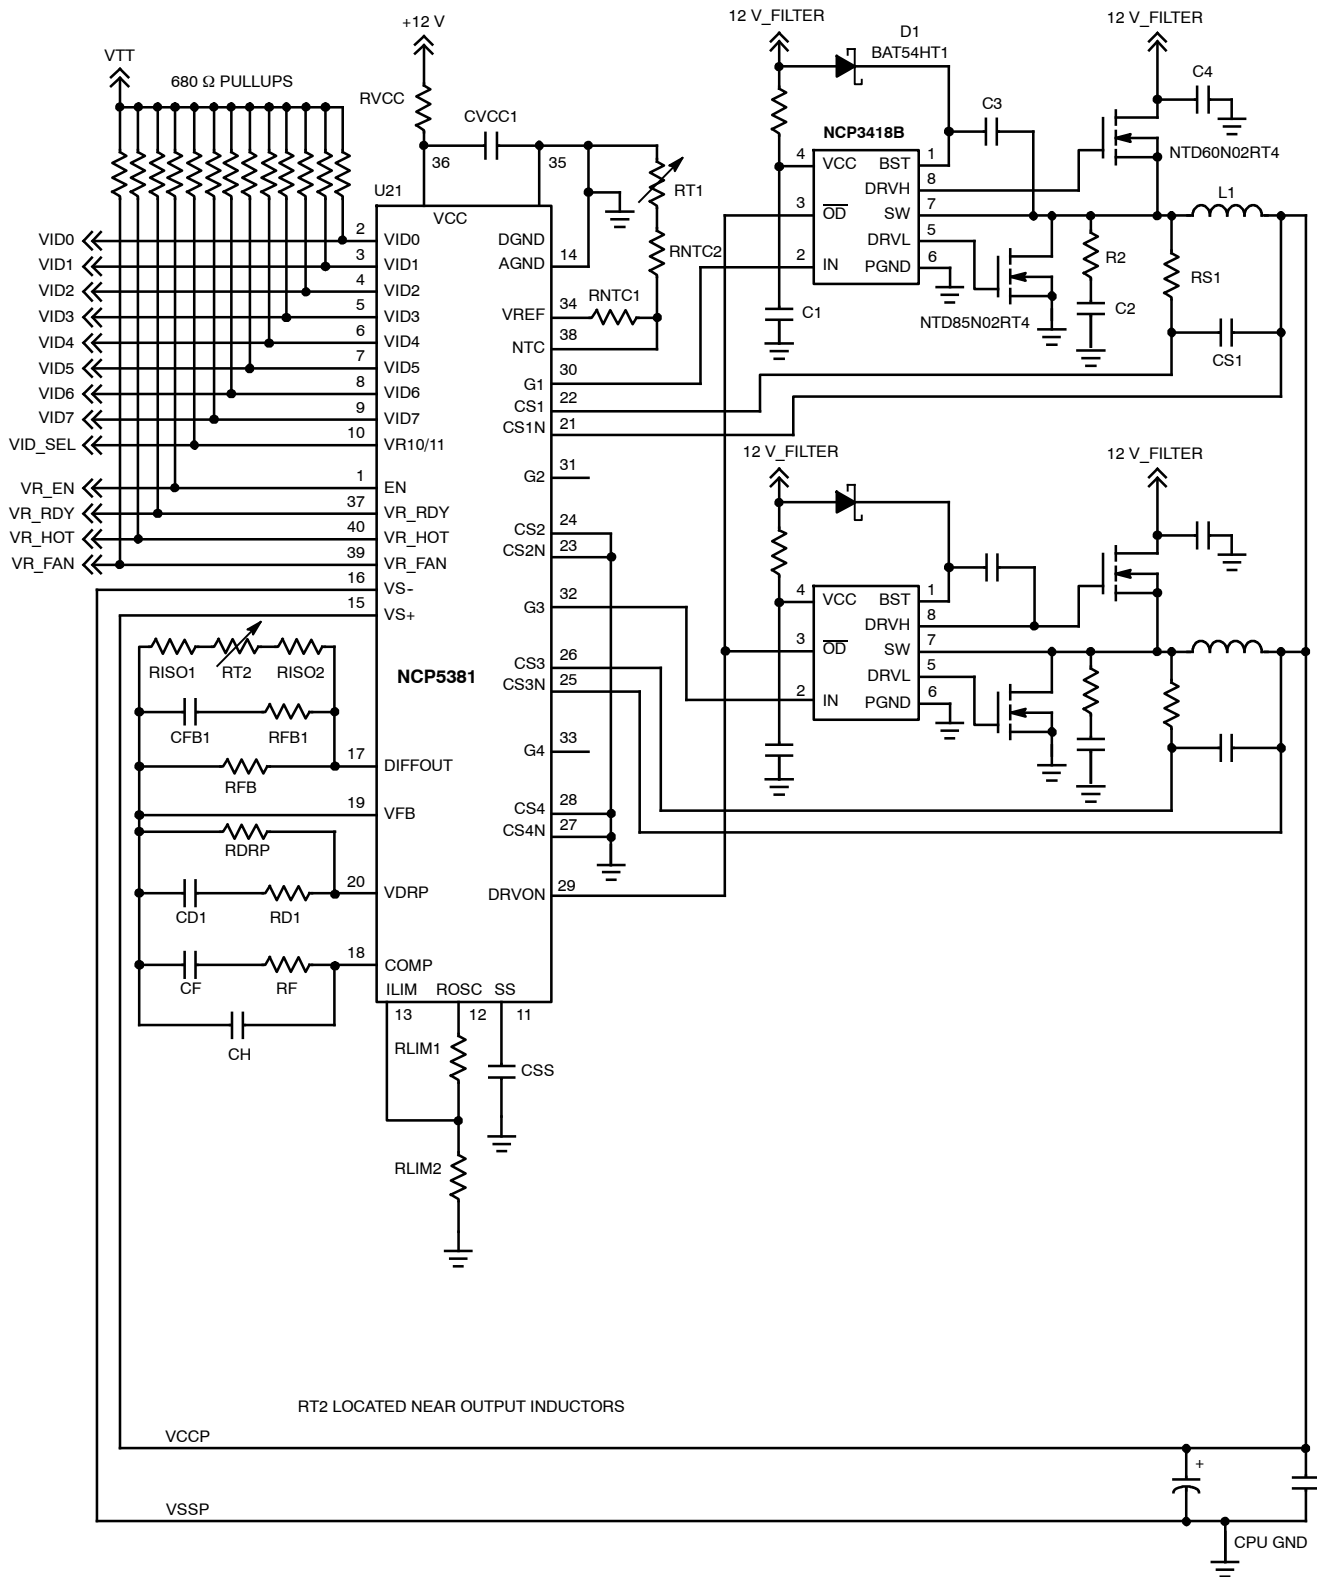 +12 V
12 V_FILTER
D1
BAT54HT1
12 V_FILTER
VTT
680 Ω PULLUPS
RVCC
CVCC1
C3
C4
36
35
NCP3418B
NTD60N02RT4
U21
VCC
RT1
4
VCC
BST
1
DRVH
8
3
OD
SW
7
L1
DRVL
5
2
IN
PGND
6
R2
RS1
C1
NTD85N02RT4
C2
CS1
VID0
2
VID0
DGND
VID1
3
VID1
AGND
14
RNTC2
VID2
4
VID2
RNTC1
VID3
5
VID3
VREF
34
VID4
6
VID4
NTC
38
VID5
7
VID5
G1
30
VID6
8
VID6
CS1
22
VID7
9
VID7
CS1N
21
VID_SEL
10
VR10/11
12 V_FILTER
12 V_FILTER
G2
31
VR_EN
1
EN
VR_RDY
37
VR_RDY
CS2
24
VR_HOT
40
VR_HOT
CS2N
23
VR_FAN
39
VR_FAN
16
VS-
15
VS+
G3
32
4
VCC
BST
1
DRVH
8
3
OD
SW
7
DRVL
5
2
IN
PGND
6
RISO1
RT2
RISO2
NCP5381
CS3
26
CS3N
25
CFB1
RFB1
G4
33
17
DIFFOUT
RFB
19
VFB
CS4
28
CS4N
27
RDRP
20
VDRP
DRVON
29
CD1
RD1
18
COMP
CF
RF
ILIM
ROSC
SS
13
12
11
CH
RLIM1
CSS
RLIM2
RT2 LOCATED NEAR OUTPUT INDUCTORS
VCCP
+
VSSP
CPU GND